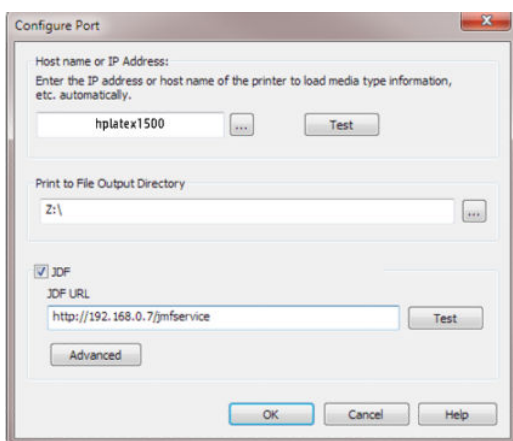 Configure Port
Host name or IP Address:
Enter the IP address or host name of the printer to load media type information,
etc. automatically.
hplatex1500 ... Test
Print to File Output Directory
Z:\ ...
JDF
JDF URL
http://192.168.0.7/jmfservice Test
Advanced
OK Cancel Help